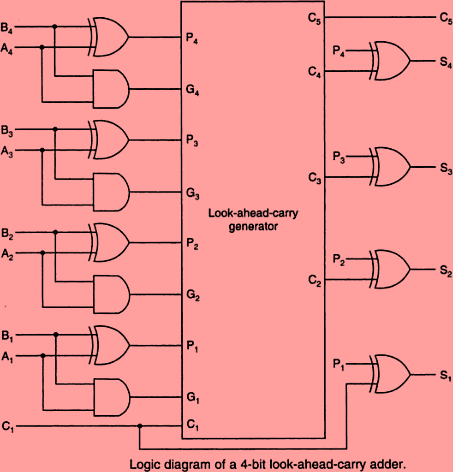 B4
A4
P4
G4
B3
A3
P3
G3
B2
A2
P2
G2
B1
A1
P1
G1
C1
C1
Look-ahead-carry
generator
C5
C5
C4
P4
S4
C3
P3
S3
C2
P2
S2
P1
S1
Logic diagram of a 4-bit look-ahead-carry adder.